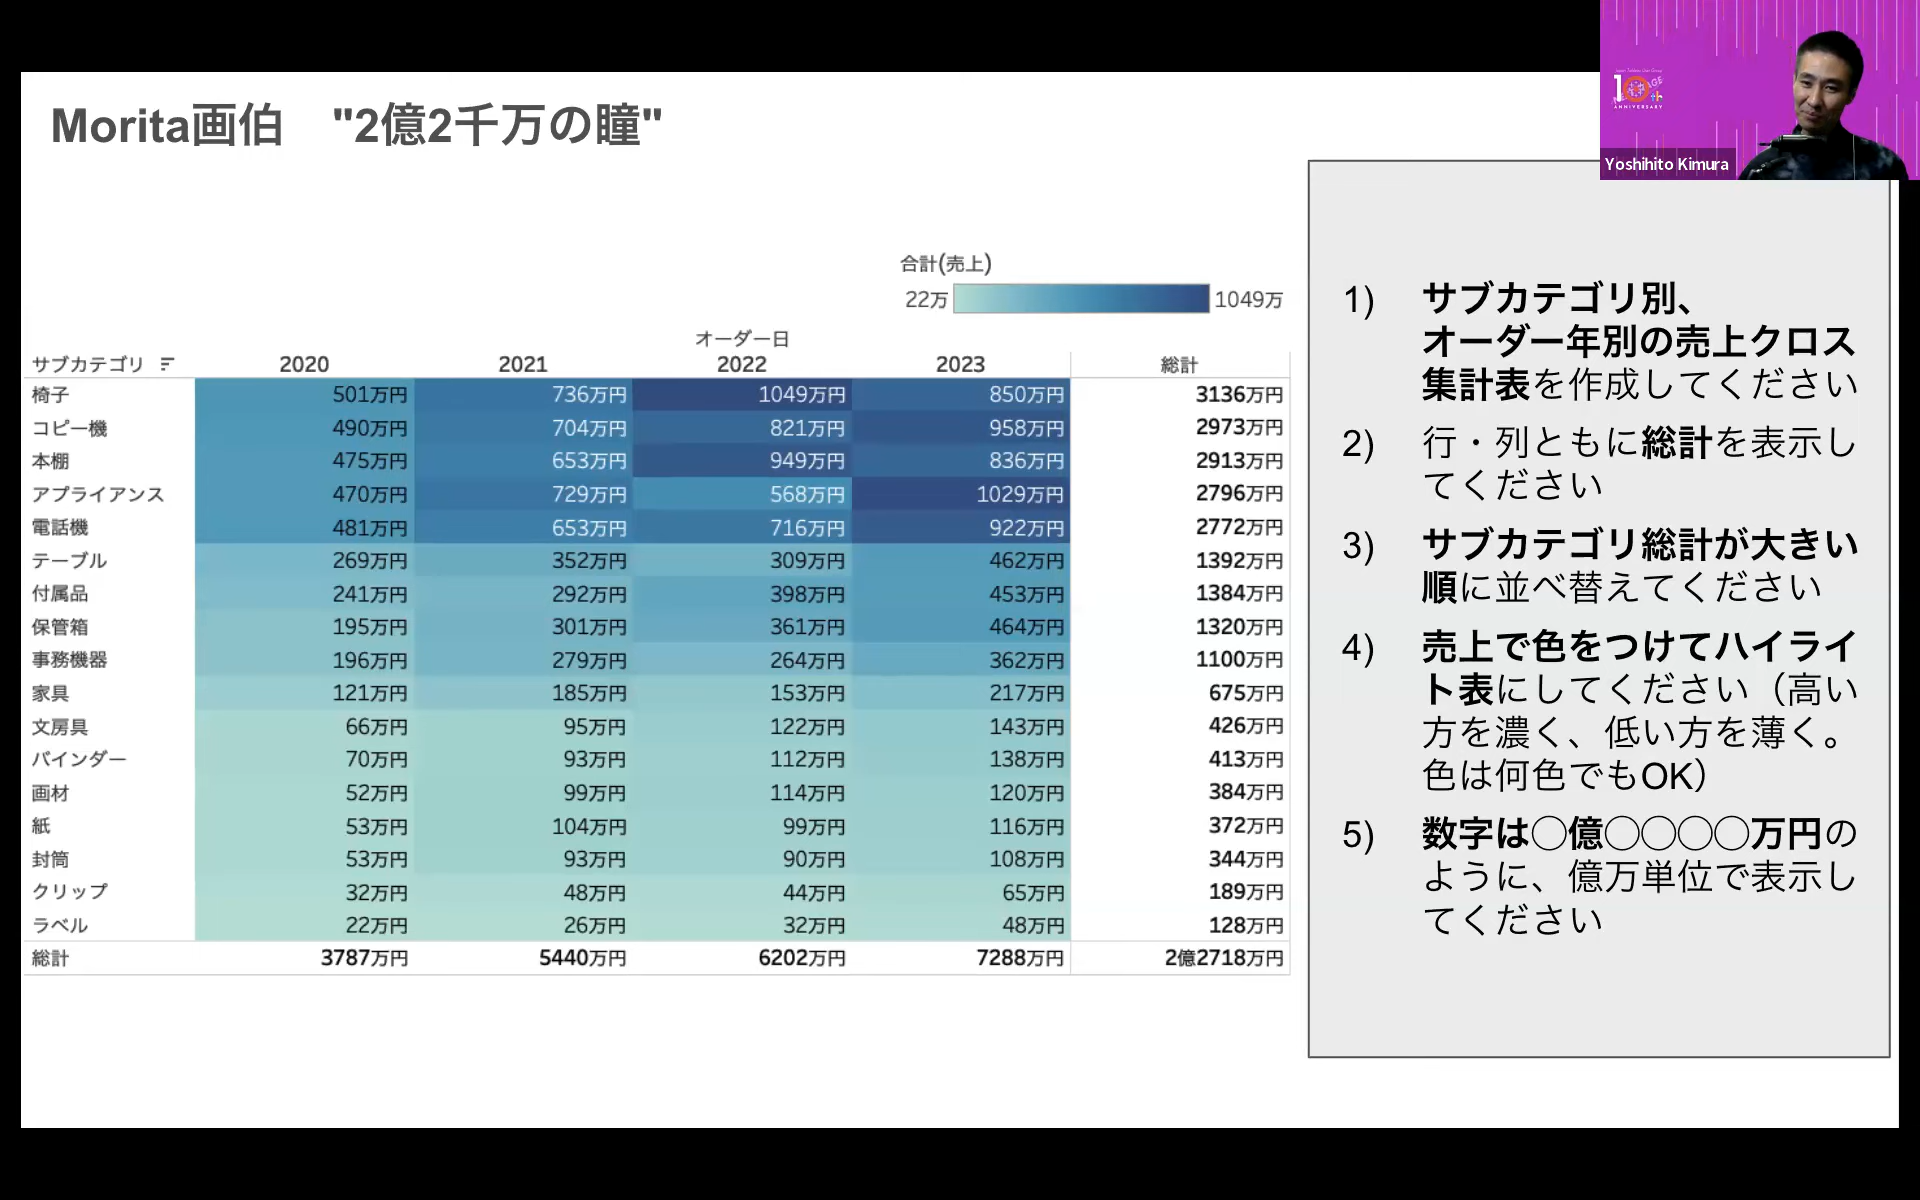 Morita画伯　"2億2千万の瞳"
Japan Tableau User Group
10th
ANNIVERSARY
Yoshihito Kimura
合計(売上)
22万 1049万
オーダー日
サブカテゴリ 2020 2021 2022 2023 総計
椅子 501万円 736万円 1049万円 850万円 3136万円
コピー機 490万円 704万円 821万円 958万円 2973万円
本棚 475万円 653万円 949万円 836万円 2913万円
アプライアンス 470万円 729万円 568万円 1029万円 2796万円
電話機 481万円 653万円 716万円 922万円 2772万円
テーブル 269万円 352万円 309万円 462万円 1392万円
付属品 241万円 292万円 398万円 453万円 1384万円
保管箱 195万円 301万円 361万円 464万円 1320万円
事務機器 196万円 279万円 264万円 362万円 1100万円
家具 121万円 185万円 153万円 217万円 675万円
文房具 66万円 95万円 122万円 143万円 426万円
バインダー 70万円 93万円 112万円 138万円 413万円
画材 52万円 99万円 114万円 120万円 384万円
紙 53万円 104万円 99万円 116万円 372万円
封筒 53万円 93万円 90万円 108万円 344万円
クリップ 32万円 48万円 44万円 65万円 189万円
ラベル 22万円 26万円 32万円 48万円 128万円
総計 3787万円 5440万円 6202万円 7288万円 2億2718万円
1) サブカテゴリ別、
オーダー年別の売上クロス
集計表を作成してください
2) 行・列ともに総計を表示し
てください
3) サブカテゴリ総計が大きい
順に並べ替えてください
4) 売上で色をつけてハイライ
ト表にしてください（高い
方を濃く、低い方を薄く。
色は何色でもOK）
5) 数字は◯億◯◯◯◯万円の
ように、億万単位で表示し
てください